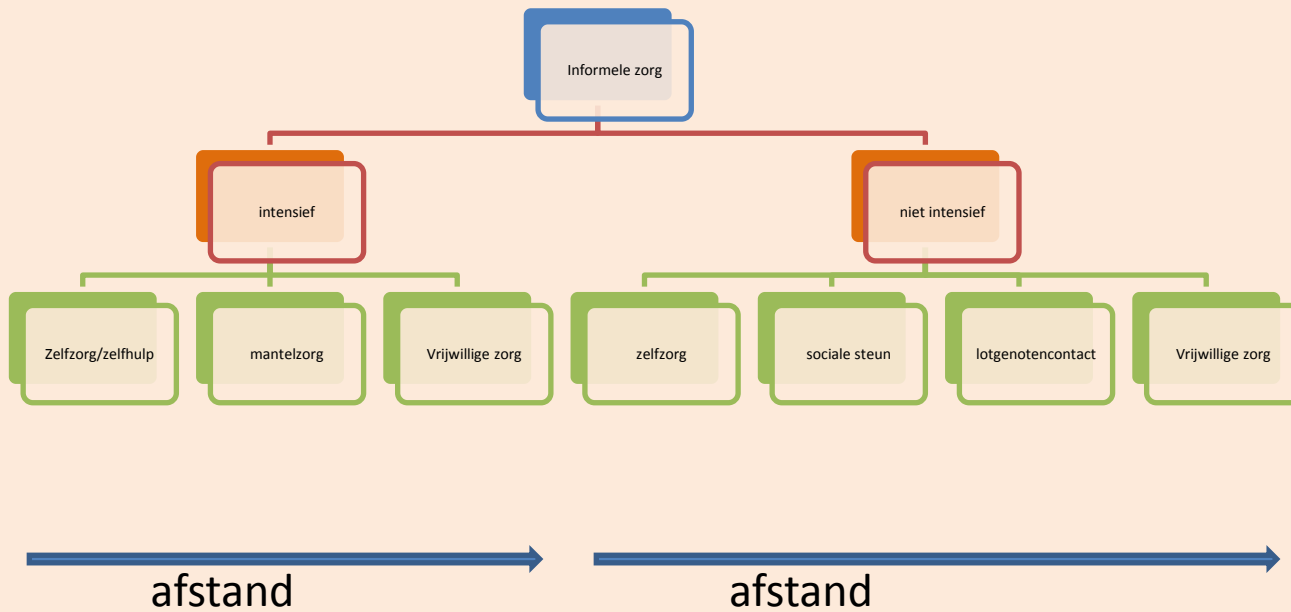 Informele zorg
intensief
niet intensief
Zelfzorg/zelfhulp
mantelzorg
Vrijwillige zorg
zelfzorg
sociale steun
lotgenotencontact
Vrijwillige zorg
afstand
afstand